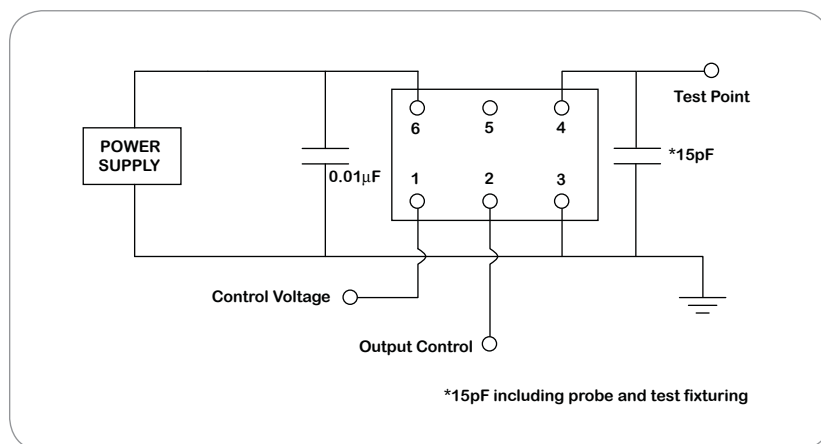 Test Point
6 5 4
POWER
SUPPLY
*15pF
0.01μF
1 2 3
Control Voltage
Output Control
*15pF including probe and test fixturing